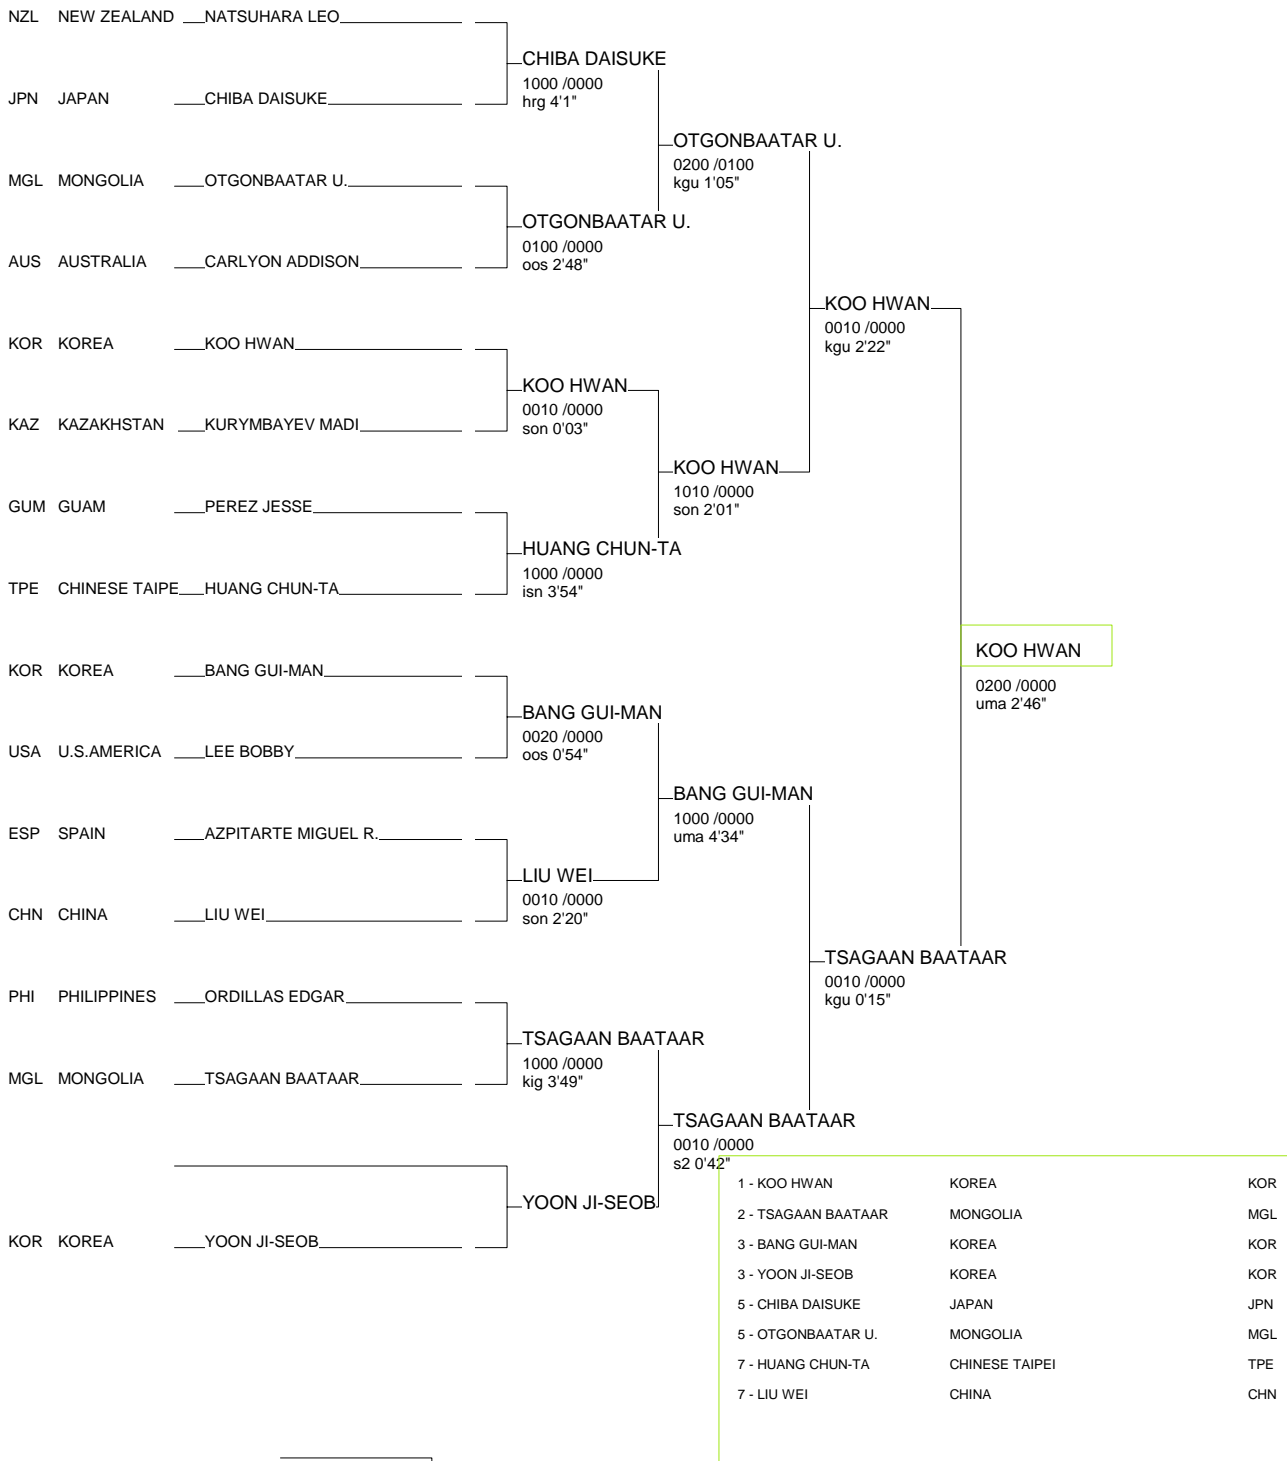 NZL NEW ZEALAND NATSUHARA LEO
CHIBA DAISUKE
1000 /0000
hrg 4'1"
JPN JAPAN CHIBA DAISUKE
OTGONBAATAR U.
0200 /0100
kgu 1'05"
MGL MONGOLIA OTGONBAATAR U.
OTGONBAATAR U.
0100 /0000
oos 2'48"
AUS AUSTRALIA CARLYON ADDISON
KOO HWAN
0010 /0000
kgu 2'22"
KOR KOREA KOO HWAN
KOO HWAN
0010 /0000
son 0'03"
KAZ KAZAKHSTAN KURYMBAYEV MADI
KOO HWAN
1010 /0000
son 2'01"
GUM GUAM PEREZ JESSE
HUANG CHUN-TA
1000 /0000
isn 3'54"
TPE CHINESE TAIPE HUANG CHUN-TA
KOO HWAN
0200 /0000
uma 2'46"
KOR KOREA BANG GUI-MAN
BANG GUI-MAN
0020 /0000
oos 0'54"
USA U.S.AMERICA LEE BOBBY
BANG GUI-MAN
1000 /0000
uma 4'34"
ESP SPAIN AZPITARTE MIGUEL R.
LIU WEI
0010 /0000
son 2'20"
CHN CHINA LIU WEI
TSAGAAN BAATAAR
0010 /0000
kgu 0'15"
PHI PHILIPPINES ORDILLAS EDGAR
TSAGAAN BAATAAR
1000 /0000
kig 3'49"
MGL MONGOLIA TSAGAAN BAATAAR
TSAGAAN BAATAAR
0010 /0000
s2 0'42"
YOON JI-SEOB
KOR KOREA YOON JI-SEOB
1 - KOO HWAN KOREA KOR
2 - TSAGAAN BAATAAR MONGOLIA MGL
3 - BANG GUI-MAN KOREA KOR
3 - YOON JI-SEOB KOREA KOR
5 - CHIBA DAISUKE JAPAN JPN
5 - OTGONBAATAR U. MONGOLIA MGL
7 - HUANG CHUN-TA CHINESE TAIPEI TPE
7 - LIU WEI CHINA CHN